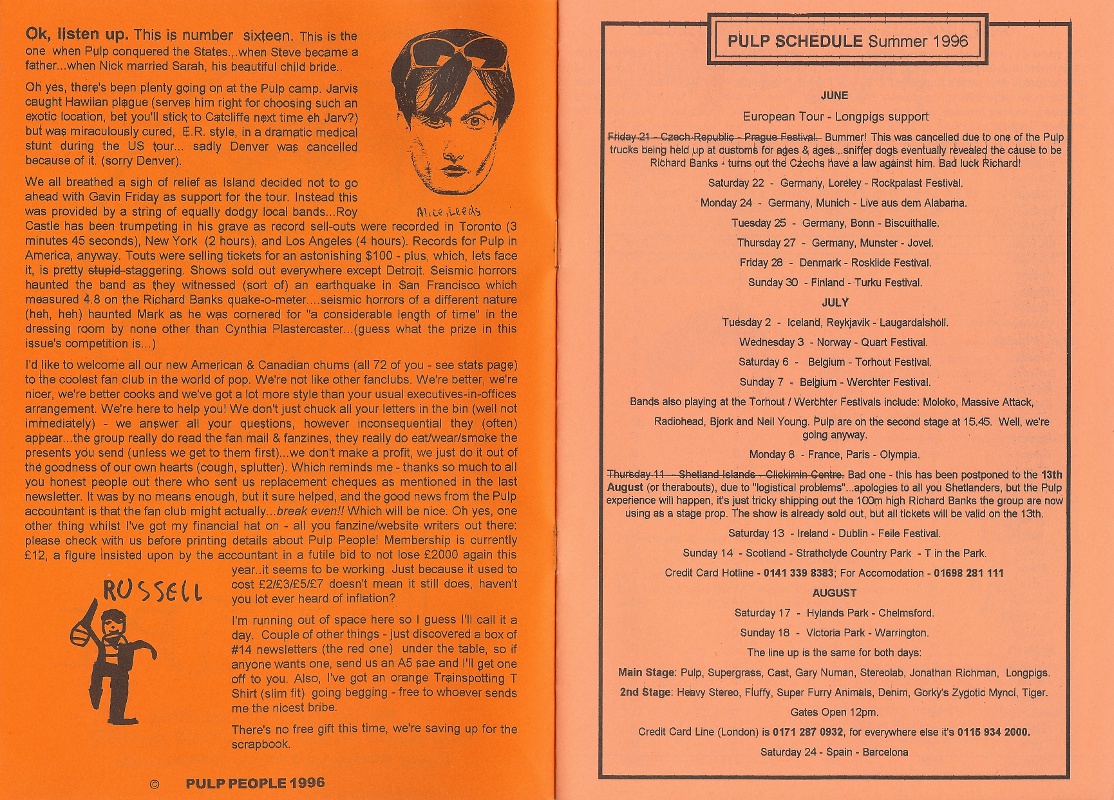 Ok, listen up. This is number sixteen. This is the
one when Pulp conquered the States...when Steve became a
father...when Nick married Sarah, his beautiful child bride..
Oh yes, there's been plenty going on at the Pulp camp. Jarvis
caught Hawiian plague (serves him right for choosing such an
exotic location, bet you'll stick to Catcliffe next time eh Jarv?)
but was miraculously cured, E.R. style, in a dramatic medical
stunt during the US tour... sadly Denver was cancelled
because of it. (sorry Denver).
We all breathed a sigh of relief as Island decided not to go
ahead with Gavin Friday as support for the tour. Instead this
was provided by a string of equally dodgy local bands...Roy
Castle has been trumpeting in his grave as record sell-outs were recorded in Toronto (3
minutes 45 seconds), New York (2 hours), and Los Angeles (4 hours). Records for Pulp in
America, anyway. Touts were selling tickets for an astonishing $100 - plus, which, lets face
it, is pretty stupid staggering. Shows sold out everywhere except Detroit. Seismic horrors
haunted the band as they witnessed (sort of) an earthquake in San Francisco which
measured 4.8 on the Richard Banks quake-o-meter....seismic horrors of a different nature
(heh, heh) haunted Mark as he was cornered for "a considerable length of time" in the
dressing room by none other than Cynthia Plastercaster...(guess what the prize in this
issue's competition is...)
Alice, Leeds
I'd like to welcome all our new American & Canadian chums (all 72 of you - see stats page)
to the coolest fan club in the world of pop. We're not like other fanclubs. We're better, we're
nicer, we're better cooks and we've got a lot more style than your usual executives-in-offices
arrangement. We're here to help you! We don't just chuck all your letters in the bin (well not
immediately) - we answer all your questions, however inconsequential they (often)
appear...the group really do read the fan mail & fanzines, they really do eat/wear/smoke the
presents you send (unless we get to them first)...we don't make a profit, we just do it out of
the goodness of our own hearts (cough, splutter). Which reminds me - thanks so much to all
you honest people out there who sent us replacement cheques as mentioned in the last
newsletter. It was by no means enough, but it sure helped, and the good news from the Pulp
accountant is that the fan club might actually...break even!! Which will be nice. Oh yes, one
other thing whilst I've got my financial hat on - all you fanzine/website writers out there:
please check with us before printing details about Pulp People! Membership is currently
£12, a figure insisted upon by the accountant in a futile bid to not lose £2000 again this
year..it seems to be working. Just because it used to
cost £2/£3/£5/£7 doesn't mean it still does, haven't
you lot ever heard of inflation?
RUSSELL
I'm running out of space here so I guess I'll call it a
day. Couple of other things - just discovered a box of
#14 newsletters (the red one) under the table, so if
anyone wants one, send us an A5 sae and I'll get one
off to you. Also, I've got an orange Trainspotting T
Shirt (slim fit) going begging - free to whoever sends
me the nicest bribe.
There's no free gift this time, we're saving up for the
scrapbook.
© PULP PEOPLE 1996
PULP SCHEDULE Summer 1996
JUNE
European Tour - Longpigs support
Friday 21 - Czech Republic - Prague Festival. Bummer! This was cancelled due to one of the Pulp
trucks being held up at customs for ages & ages...sniffer dogs eventually revealed the cause to be
Richard Banks - turns out the Czechs have a law against him. Bad luck Richard!
Saturday 22 - Germany, Loreley - Rockpalast Festival.
Monday 24 - Germany, Munich - Live aus dem Alabama.
Tuesday 25 - Germany, Bonn - Biscuithalle.
Thursday 27 - Germany, Munster - Jovel.
Friday 28 - Denmark - Rosklide Festival.
Sunday 30 - Finland - Turku Festival.
JULY
Tuesday 2 - Iceland, Reykjavik - Laugardalsholl.
Wednesday 3 - Norway - Quart Festival.
Saturday 6 - Belgium - Torhout Festival.
Sunday 7 - Belgium - Werchter Festival.
Bands also playing at the Torhout / Werchter Festivals include: Moloko, Massive Attack,
Radiohead, Bjork and Neil Young. Pulp are on the second stage at 15.45. Well, we're
going anyway.
Monday 8 - France, Paris - Olympia.
Thursday 11 - Shetland Islands - Clickimin Centre. Bad one - this has been postponed to the 13th
August (or therabouts), due to "logistical problems"...apologies to all you Shetlanders, but the Pulp
experience will happen, it's just tricky shipping out the 100m high Richard Banks the group are now
using as a stage prop. The show is already sold out, but all tickets will be valid on the 13th.
Saturday 13 - Ireland - Dublin - Feile Festival.
Sunday 14 - Scotland - Strathclyde Country Park - T in the Park.
Credit Card Hotline - 0141 339 8383; For Accomodation - 01698 281 111
AUGUST
Saturday 17 - Hylands Park - Chelmsford.
Sunday 18 - Victoria Park - Warrington.
The line up is the same for both days:
Main Stage: Pulp, Supergrass, Cast, Gary Numan, Stereolab, Jonathan Richman, Longpigs.
2nd Stage: Heavy Stereo, Fluffy, Super Furry Animals, Denim, Gorky's Zygotic Mynci, Tiger.
Gates Open 12pm.
Credit Card Line (London) is 0171 287 0932, for everywhere else it's 0115 934 2000.
Saturday 24 - Spain - Barcelona